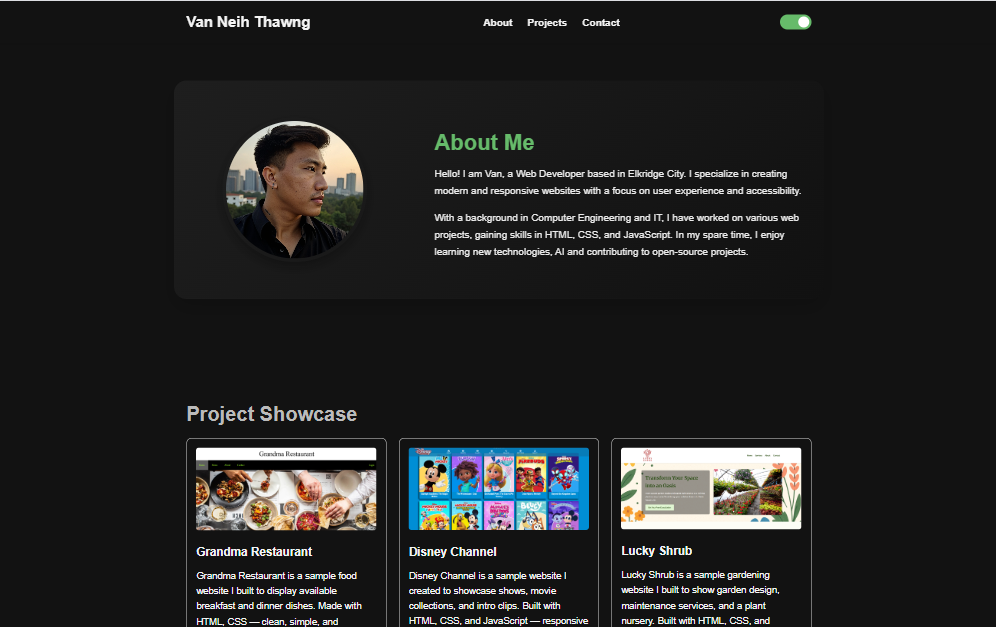 Van Neih Thawng
About Projects Contact
About Me
Hello! I am Van, a Web Developer based in Elkridge City. I specialize in creating
modern and responsive websites with a focus on user experience and accessibility.
With a background in Computer Engineering and IT, I have worked on various web
projects, gaining skills in HTML, CSS, and JavaScript. In my spare time, I enjoy
learning new technologies, AI and contributing to open-source projects.
Project Showcase
Grandma Restaurant
Transform Your Space
into an Oasis
Grandma Restaurant
Grandma Restaurant is a sample food
website I built to display available
breakfast and dinner dishes. Made with
HTML, CSS — clean, simple, and
Disney Channel
Disney Channel is a sample website I
created to showcase shows, movie
collections, and intro clips. Built with
HTML, CSS, and JavaScript — responsive
Lucky Shrub
Lucky Shrub is a sample gardening
website I built to show garden design,
maintenance services, and a plant
nursery. Built with HTML, CSS, and